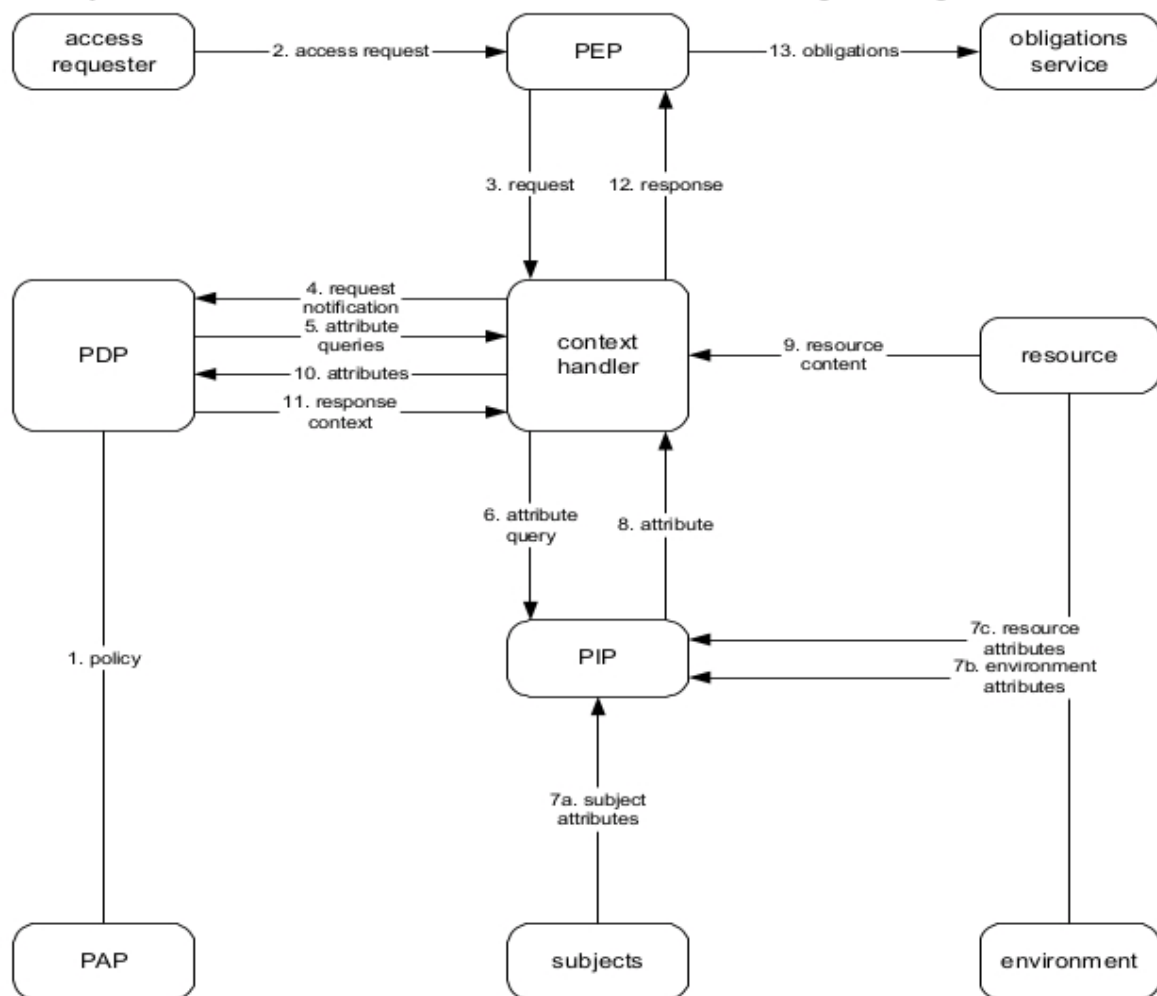 access
requester
2. access request
PEP
13. obligations
obligations
service
3. request
12. response
PDP
4. request
notification
5. attribute
queries
10. attributes
11. response
context
context
handler
9. resource
content
resource
6. attribute
query
8. attribute
1. policy
PIP
7c. resource
attributes
7b. environment
attributes
7a. subject
attributes
PAP
subjects
environment